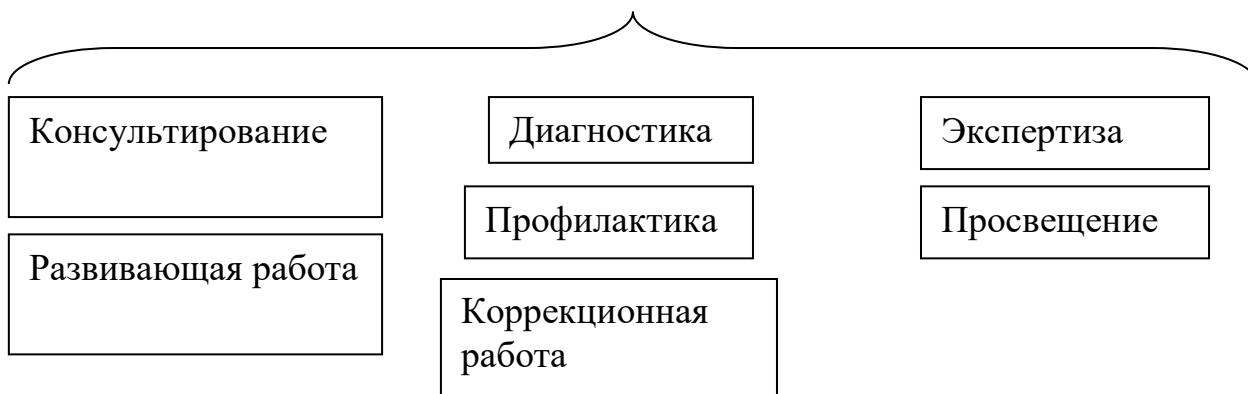 Консультирование
Диагностика
Экспертиза
Профилактика
Просвещение
Развивающая работа
Коррекционная
работа